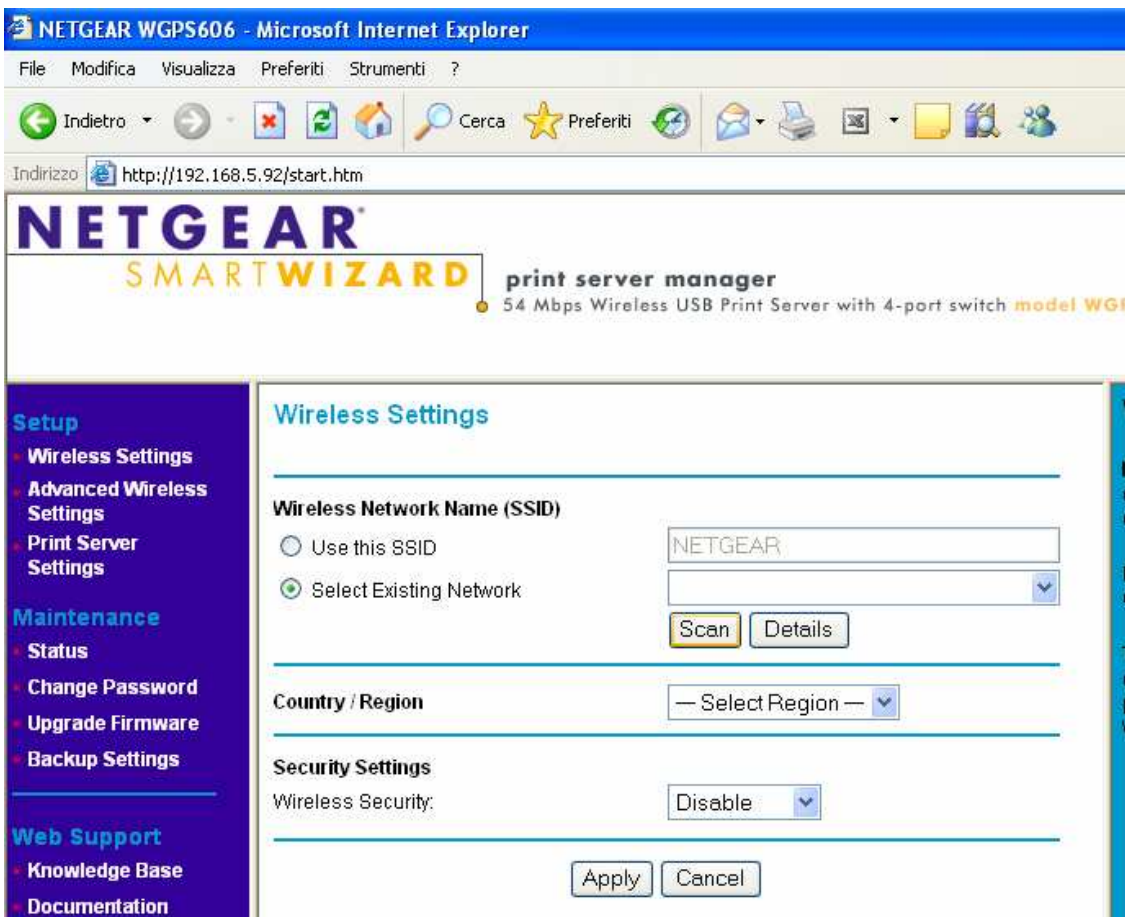 NETGEAR WGPS606 - Microsoft Internet Explorer
File Modifica Visualizza Preferiti Strumenti ?
Indietro Cerca Preferiti
Indirizzo http://192.168.5.92/start.htm
NETGEAR
SMARTWIZARD
print server manager
54 Mbps Wireless USB Print Server with 4-port switch model
Setup
Wireless Settings
Advanced Wireless
Settings
Print Server
Settings
Maintenance
Status
Change Password
Upgrade Firmware
Backup Settings
Web Support
Knowledge Base
Documentation
Wireless Settings
Wireless Network Name (SSID)
Use this SSID NETGEAR
Select Existing Network
Scan Details
Country / Region — Select Region —
Security Settings
Wireless Security: Disable
Apply Cancel